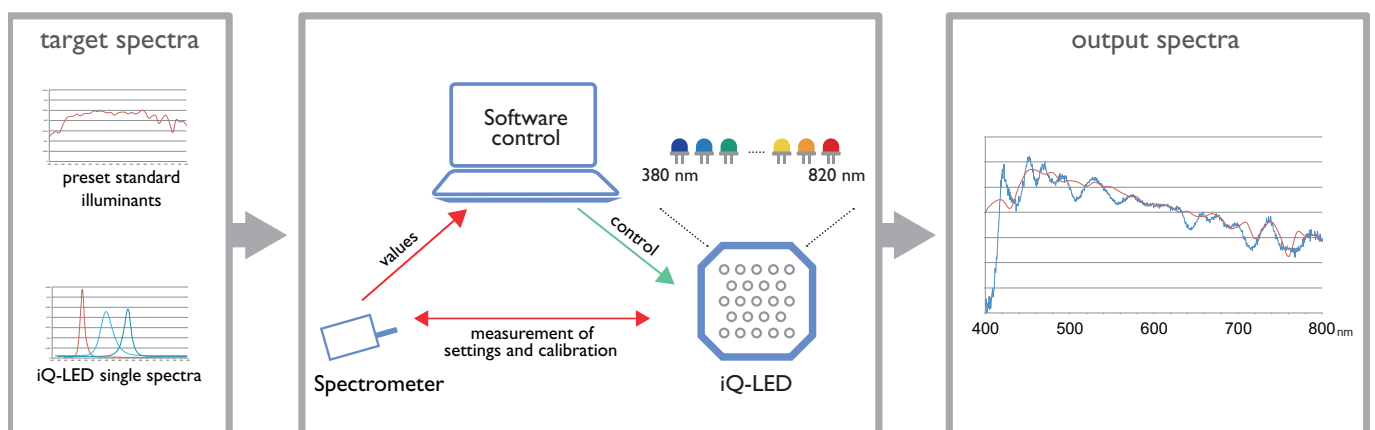 target spectra
preset standard
illuminants
iQ-LED single spectra
Software
control
380 nm
820 nm
values
control
measurement of
settings and calibration
Spectrometer
iQ-LED
output spectra
400 500 600 700 800 nm